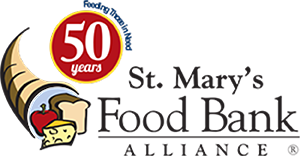 Feeding Those in Need
50
years
St. Mary's
Food Bank
ALLIANCE ®